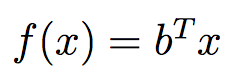 f(x) = b^T x